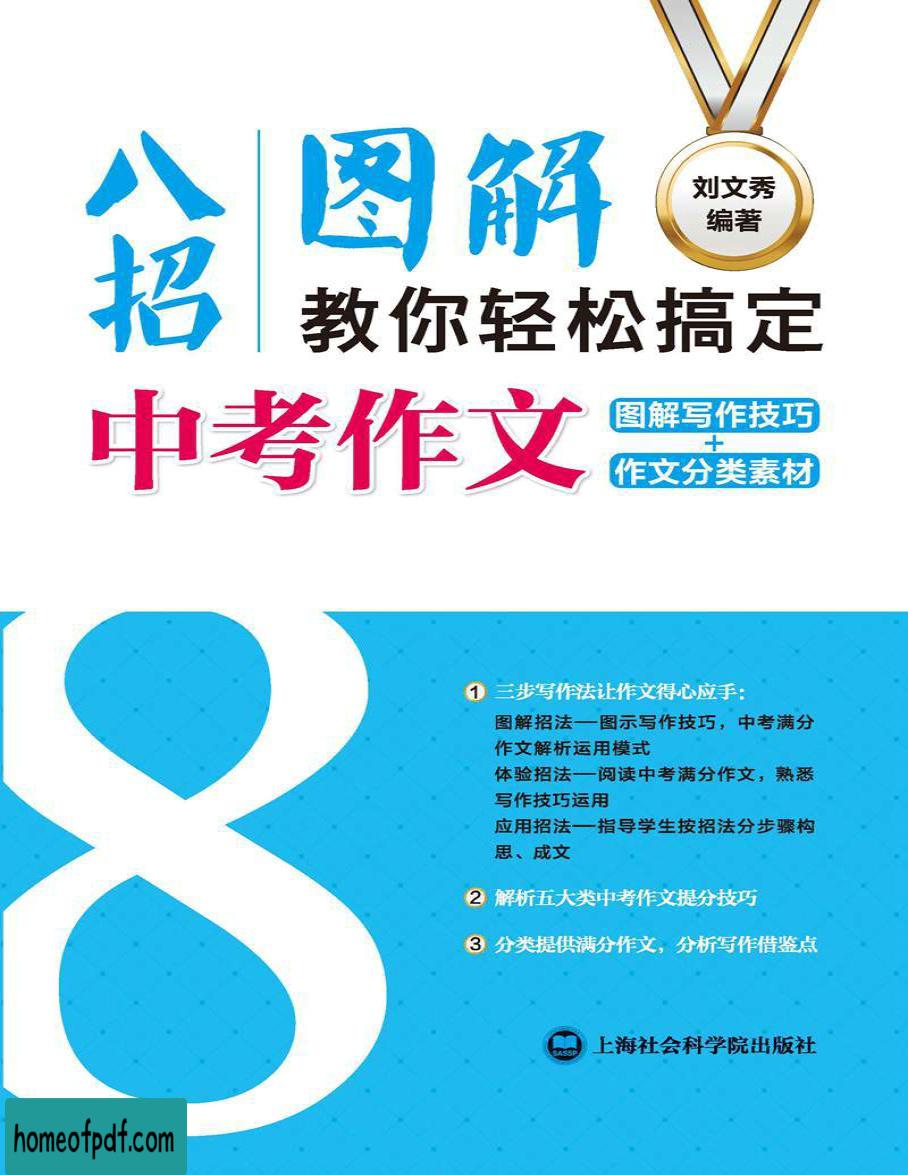 八招
图解
刘文秀
编著
教你轻松搞定
中考作文
图解写作技巧
+
作文分类素材
8
1 三步写作法让作文得心应手：
图解招法—图示写作技巧，中考满分
作文解析运用模式
体验招法—阅读中考满分作文，熟悉
写作技巧运用
应用招法—指导学生按招法分步骤构
思、成文
2 解析五大类中考作文提分技巧
3 分类提供满分作文，分析写作借鉴点
SASSP
上海社会科学院出版社
homeofpdf.com